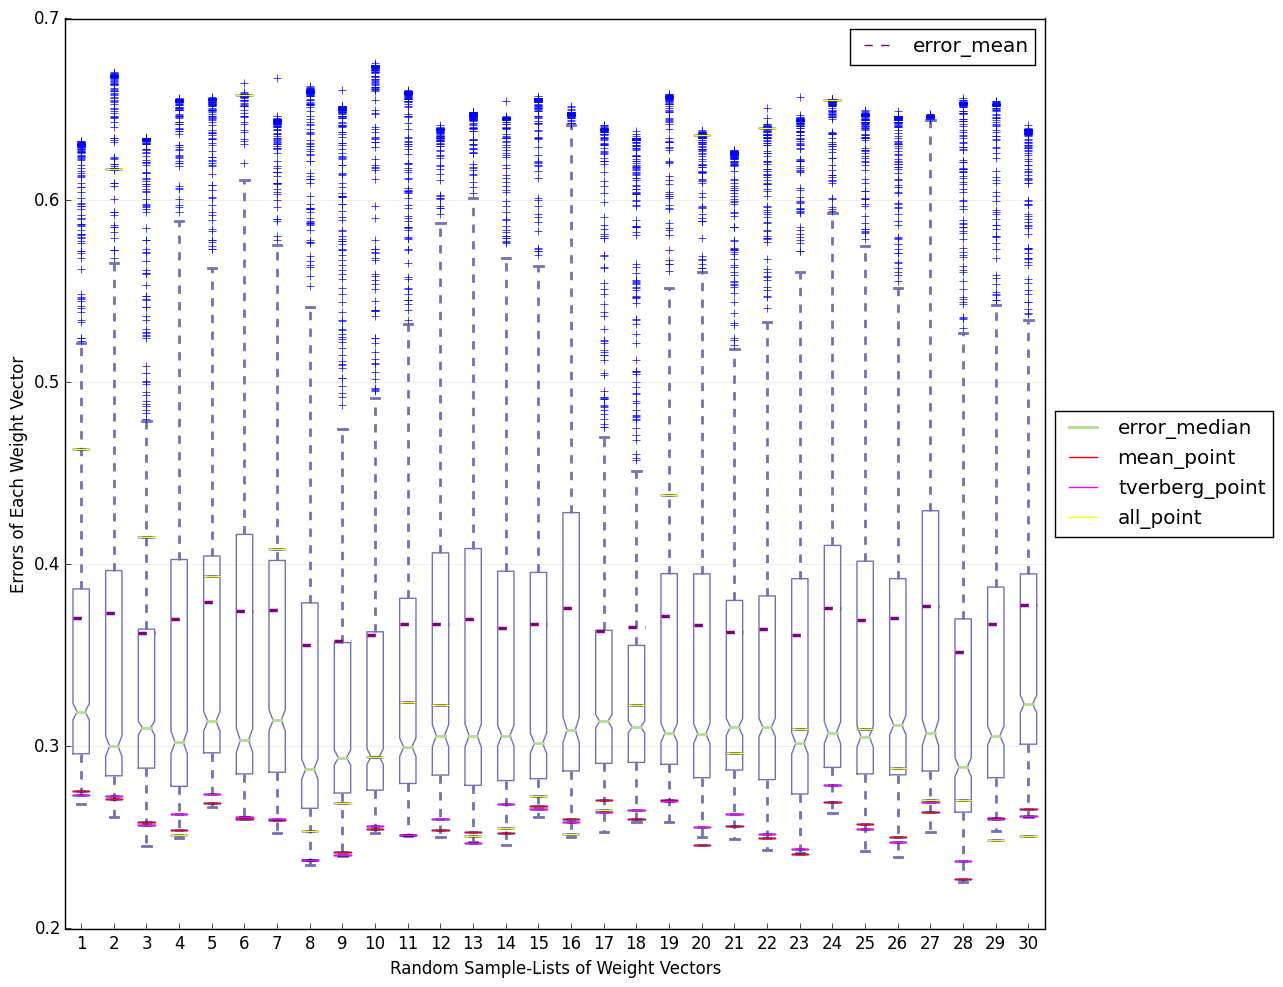 0.7
0.6
0.5
0.4
0.3
0.2
Errors of Each Weight Vector
error_mean
error_median
mean_point
tverberg_point
all_point
1 2 3 4 5 6 7 8 9 10 11 12 13 14 15 16 17 18 19 20 21 22 23 24 25 26 27 28 29 30
Random Sample-Lists of Weight Vectors